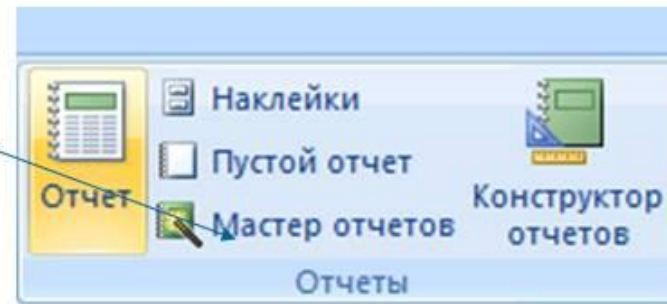 Отчет
Наклейки
Пустой отчет
Мастер отчетов
Конструктор
отчетов
Отчеты